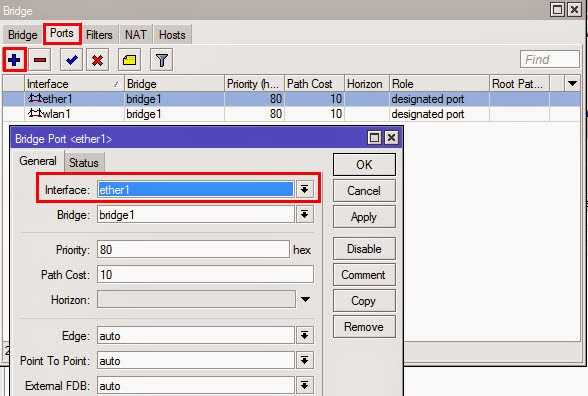 Bridge
Bridge Ports Filters NAT Hosts
Find
Interface Bridge Priority (h... Path Cost Horizon Role Root Pat...
ether1 bridge1 80 10 designated port
wlan1 bridge1 80 10 designated port
Bridge Port <ether1>
General Status
OK
Interface: ether1
Cancel
Bridge: bridge1
Apply
Priority: 80 hex
Disable
Path Cost: 10
Comment
Horizon:
Copy
Remove
Edge: auto
Point To Point: auto
External FDB: auto